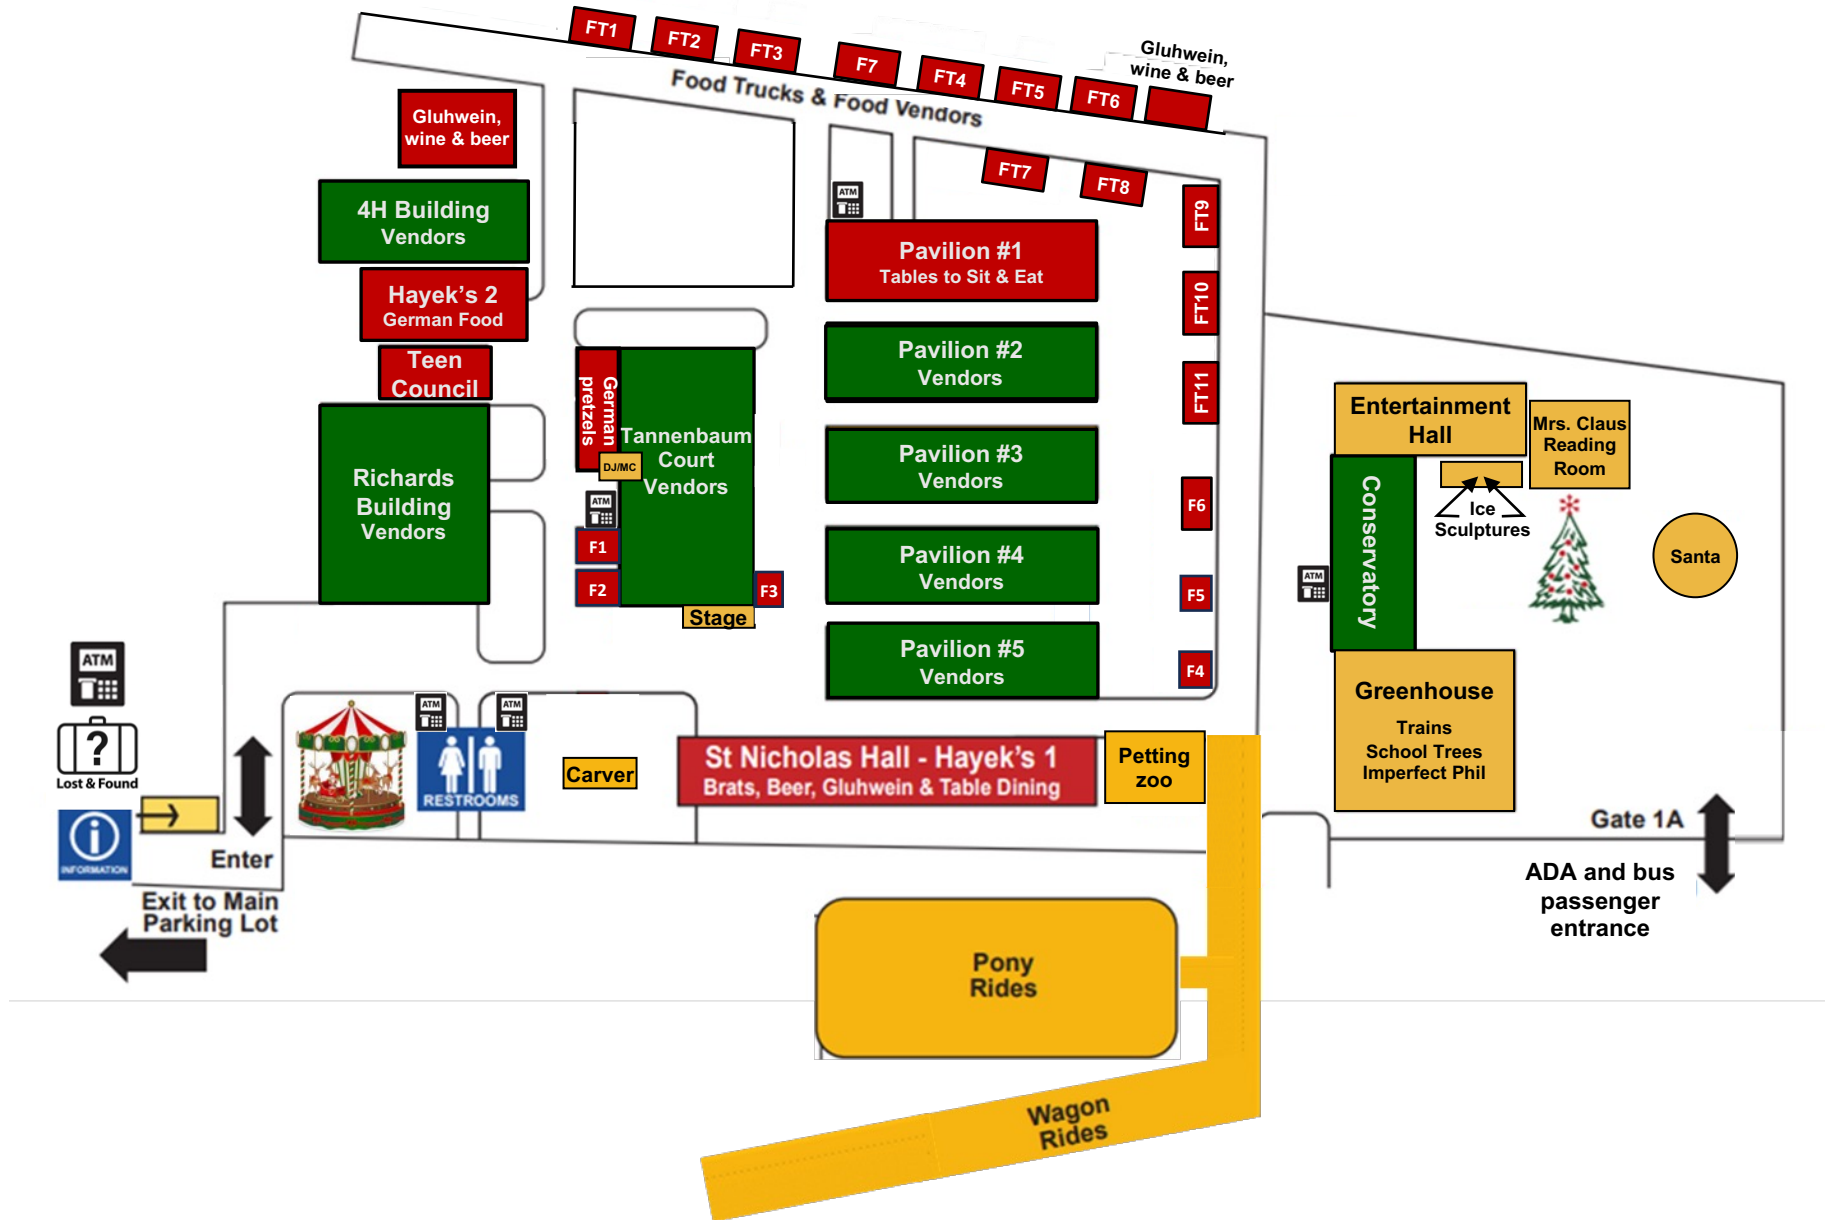 FT1
FT2
FT3
F7
FT4
FT5
FT6
Gluhwein,
wine & beer
Food Trucks & Food Vendors
Gluhwein,
wine & beer
FT7
FT8
ATM
FT9
4H Building
Vendors
Pavilion #1
Tables to Sit & Eat
Hayek's 2
German Food
FT10
Teen
Council
Pavilion #2
Vendors
FT11
German
pretzels
Tannenbaum
Court
Vendors
DJ/MC
Entertainment
Hall
Mrs. Claus
Reading
Room
Pavilion #3
Vendors
Richards
Building
Vendors
ATM
F6
Conservatory
Ice
Sculptures
F1
F2
F3
Stage
Pavilion #4
Vendors
F5
ATM
Santa
ATM
Pavilion #5
Vendors
F4
Greenhouse
Trains
School Trees
Imperfect Phil
ATM
ATM
?
Lost & Found
RESTROOMS
Carver
St Nicholas Hall - Hayek's 1
Brats, Beer, Gluhwein & Table Dining
Petting
zoo
i
INFORMATION
Enter
Gate 1A
Exit to Main
Parking Lot
ADA and bus
passenger
entrance
Pony
Rides
Wagon
Rides